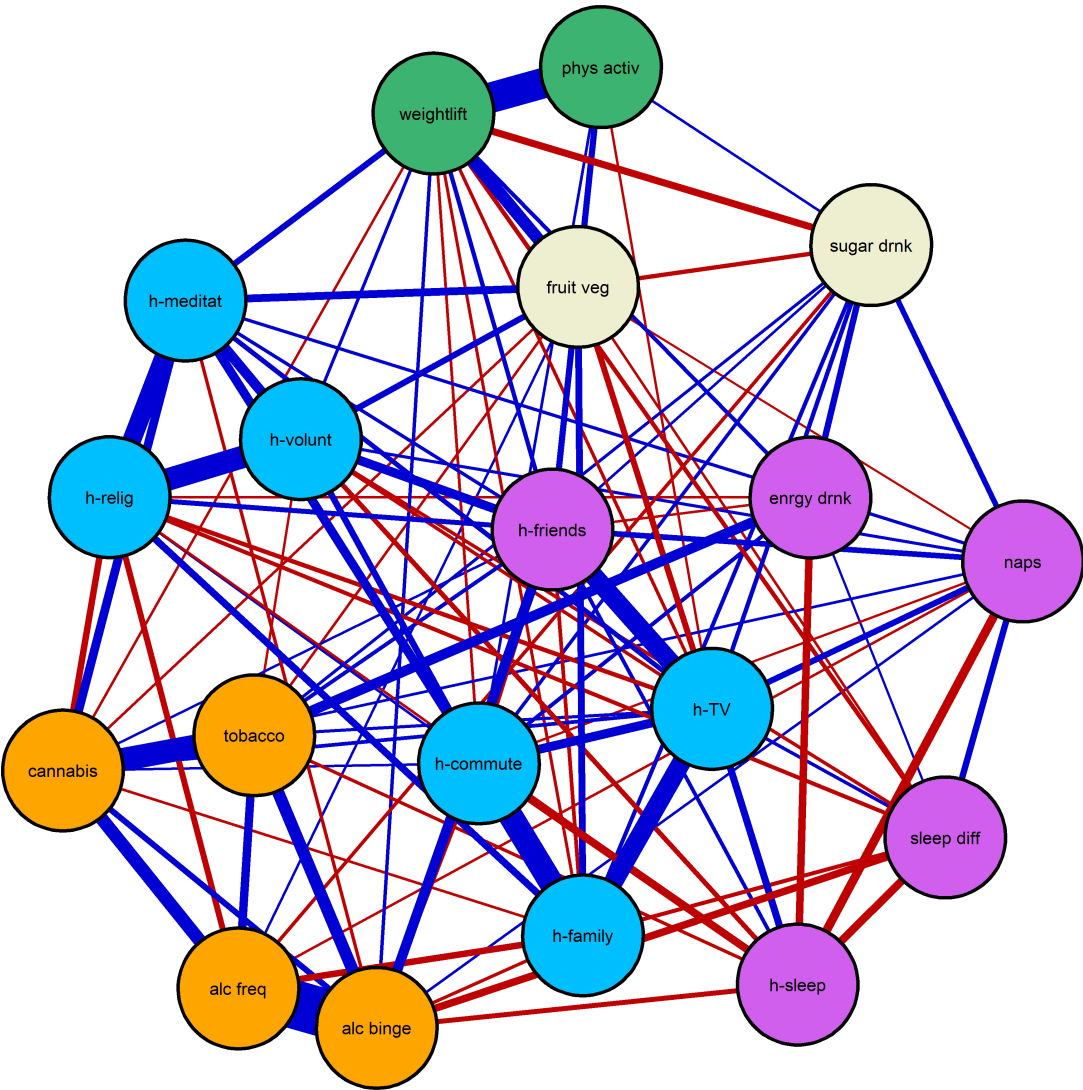 phys activ
weightlift
sugar drnk
fruit veg
h-meditat
h-volunt
h-relig
enrgy drnk
h-friends
naps
h-TV
tobacco
h-commute
cannabis
sleep diff
h-family
h-sleep
alc freq
alc binge